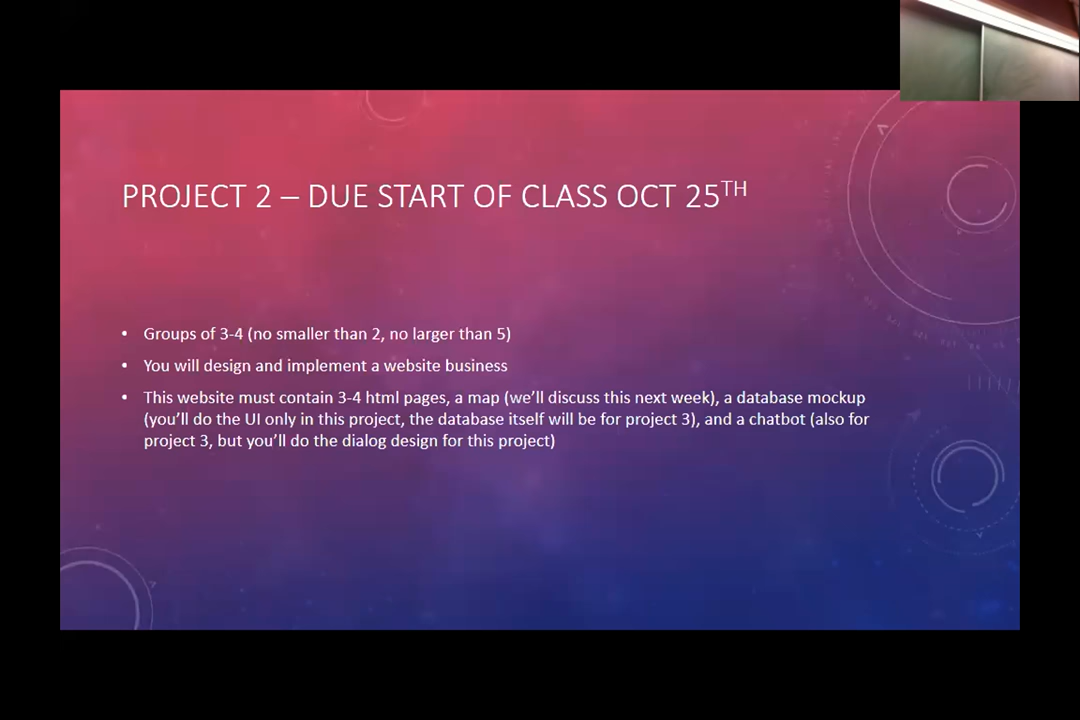 PROJECT 2 – DUE START OF CLASS OCT 25TH
• Groups of 3-4 (no smaller than 2, no larger than 5)
• You will design and implement a website business
• This website must contain 3-4 html pages, a map (we’ll discuss this next week), a database mockup
(you’ll do the UI only in this project, the database itself will be for project 3), and a chatbot (also for
project 3, but you’ll do the dialog design for this project)